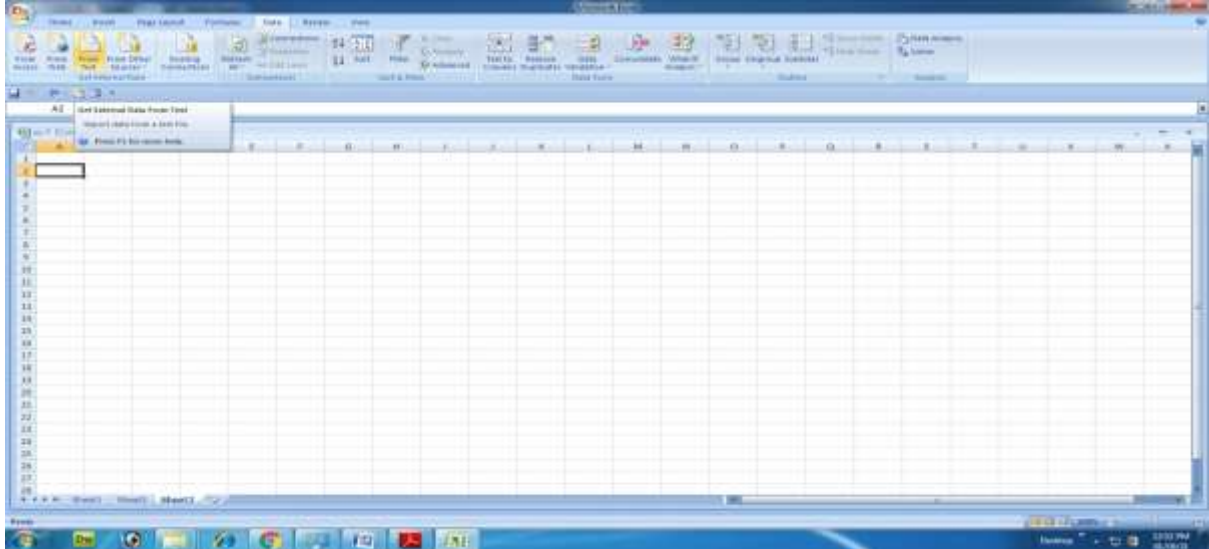 Home Insert Page Layout Formulas Data Review View
From Access From Web From Text From Other Sources Existing Connections Refresh All Connections Properties Edit Links Sort Filter Clear Reapply Advanced Text to Columns Remove Duplicates Data Validation Consolidate What-If Analysis Group Ungroup Subtotal Show Detail Hide Detail Data Analysis Solver
Get External Data Connections Sort & Filter Data Tools Outline Analysis
A2
Get External Data From Text
Import data from a text file.
Press F1 for more help.
E F G H I J K L M N O P Q R S T U V W X
1
2
3
4
5
6
7
8
9
10
11
12
13
14
15
16
17
18
19
20
21
22
23
24
25
26
27
28
Sheet1 Sheet2 Sheet3
Ready 100%
Dw
Desktop 12:02 PM